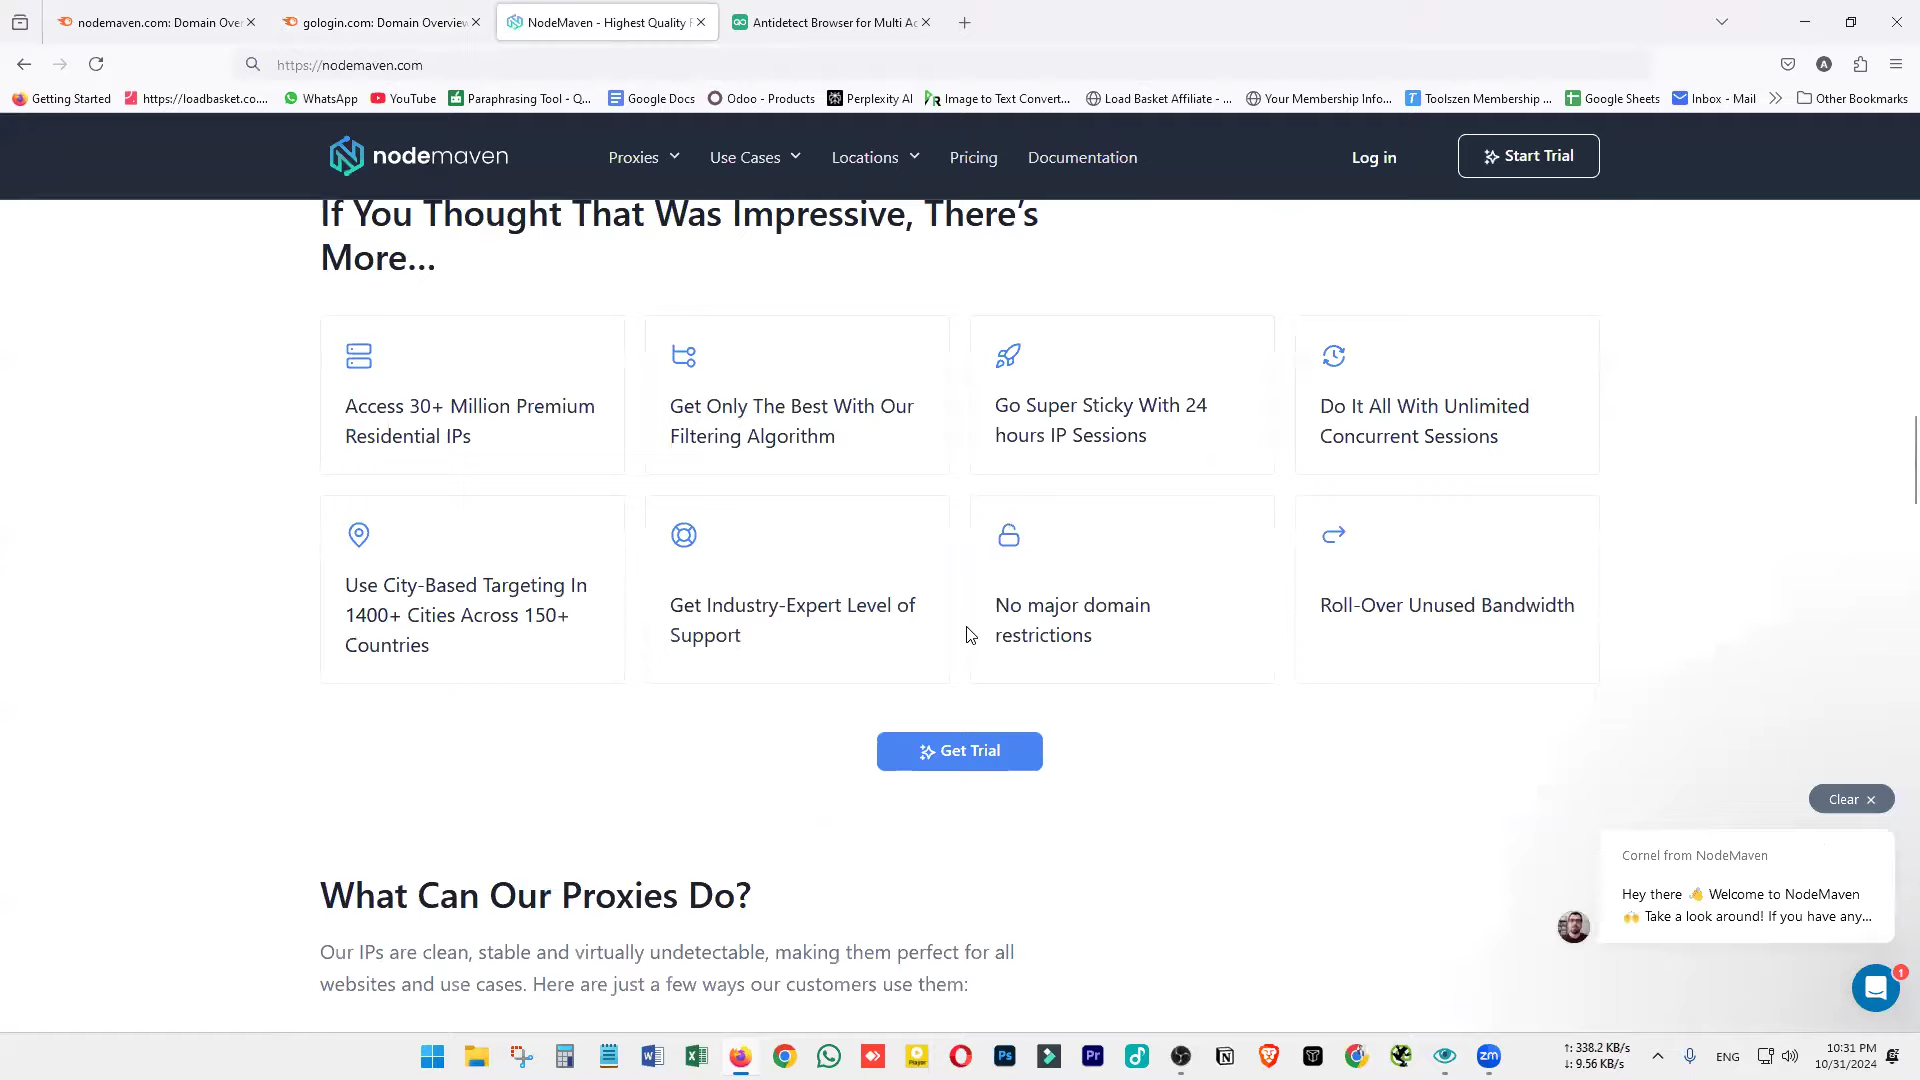 nodemaven.com: Domain Over
gologin.com: Domain Overview
NodeMaven - Highest Quality P
Antidetect Browser for Multi Ac
https://nodemaven.com
Getting Started
https://loadbasket.co....
WhatsApp
YouTube
Paraphrasing Tool - Q...
Google Docs
Odoo - Products
Perplexity AI
Image to Text Convert...
Load Basket Affiliate - ...
Your Membership Info...
Toolszen Membership ...
Google Sheets
Inbox - Mail
Other Bookmarks
nodemaven
Proxies
Use Cases
Locations
Pricing
Documentation
Log in
Start Trial
If You Thought That Was Impressive, There's
More...
Access 30+ Million Premium
Residential IPs
Get Only The Best With Our
Filtering Algorithm
Go Super Sticky With 24
hours IP Sessions
Do It All With Unlimited
Concurrent Sessions
Use City-Based Targeting In
1400+ Cities Across 150+
Countries
Get Industry-Expert Level of
Support
No major domain
restrictions
Roll-Over Unused Bandwidth
Get Trial
Clear
Cornel from NodeMaven
Hey there 👋 Welcome to NodeMaven
🙌 Take a look around! If you have any...
1
What Can Our Proxies Do?
Our IPs are clean, stable and virtually undetectable, making them perfect for all
websites and use cases. Here are just a few ways our customers use them:
↑: 338.2 KB/s
↓: 9.56 KB/s
ENG
10:31 PM
10/31/2024